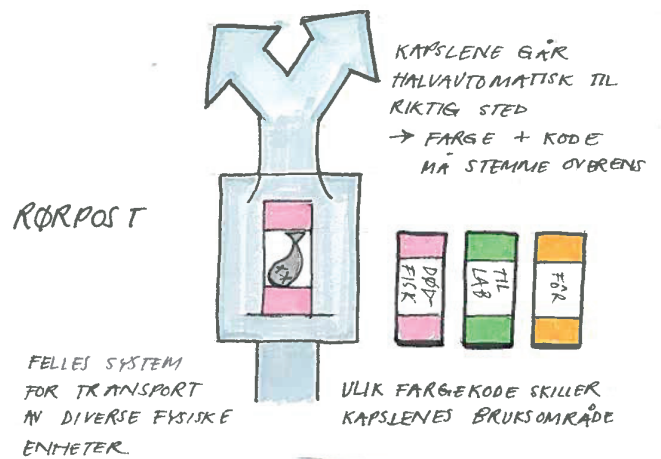 KAPSLENE GÅR
HALVAUTOMATISK TIL
RIKTIG STED
→ FARGE + KODE
MÅ STEMME OVERENS
RØRPOST
DØD-
FISK
TIL
LAB
FÔR
FELLES SYSTEM
FOR TRANSPORT
AV DIVERSE FYSISKE
ENHETER.
ULIK FARGEKODE SKILLER
KAPSLENES BRUKSOMRÅDE